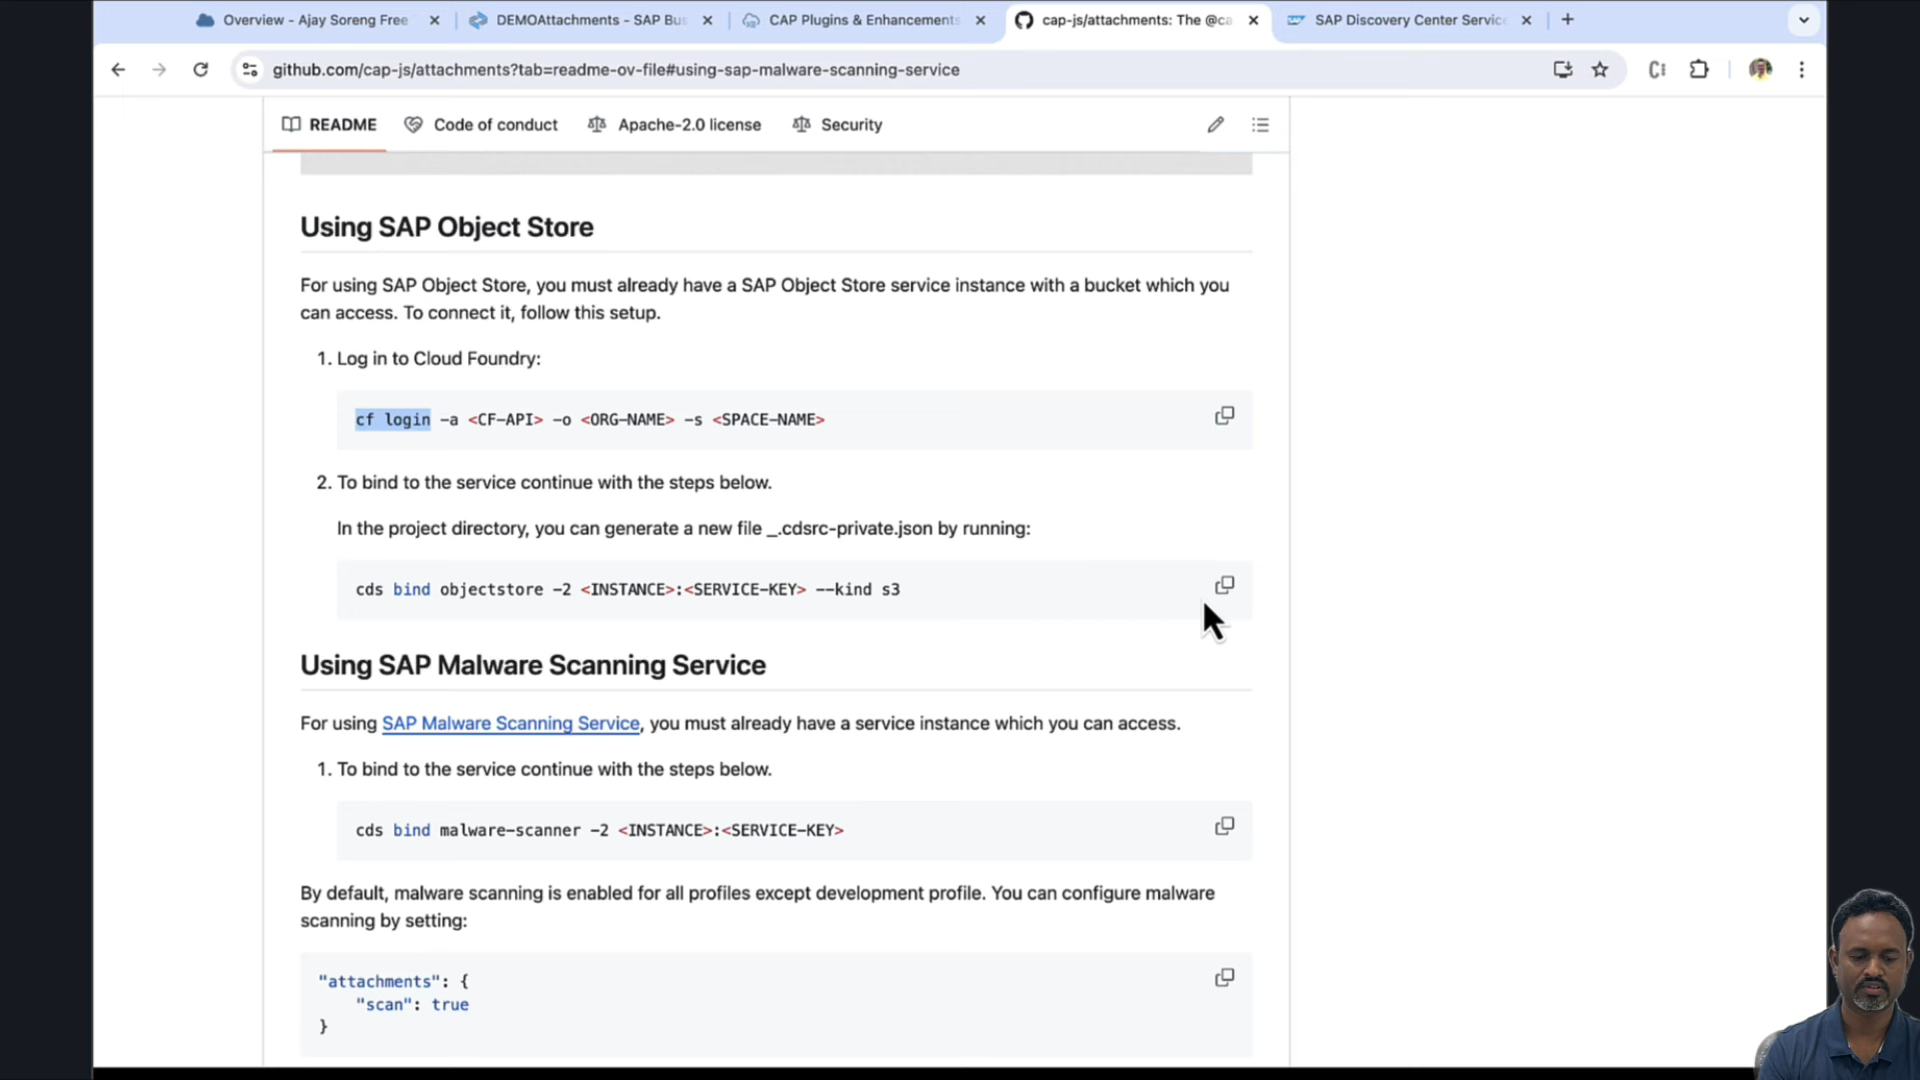 Overview - Ajay Soreng Free
DEMOAttachments - SAP Bus
CAP Plugins & Enhancements
cap-js/attachments: The @ca
SAP Discovery Center Service
github.com/cap-js/attachments?tab=readme-ov-file#using-sap-malware-scanning-service
README
Code of conduct
Apache-2.0 license
Security
Using SAP Object Store
For using SAP Object Store, you must already have a SAP Object Store service instance with a bucket which you
can access. To connect it, follow this setup.
1. Log in to Cloud Foundry:
cf login -a <CF-API> -o <ORG-NAME> -s <SPACE-NAME>
2. To bind to the service continue with the steps below.
In the project directory, you can generate a new file _.cdsrc-private.json by running:
cds bind objectstore -2 <INSTANCE>:<SERVICE-KEY> --kind s3
Using SAP Malware Scanning Service
For using SAP Malware Scanning Service, you must already have a service instance which you can access.
1. To bind to the service continue with the steps below.
cds bind malware-scanner -2 <INSTANCE>:<SERVICE-KEY>
By default, malware scanning is enabled for all profiles except development profile. You can configure malware
scanning by setting:
"attachments": {
"scan": true
}